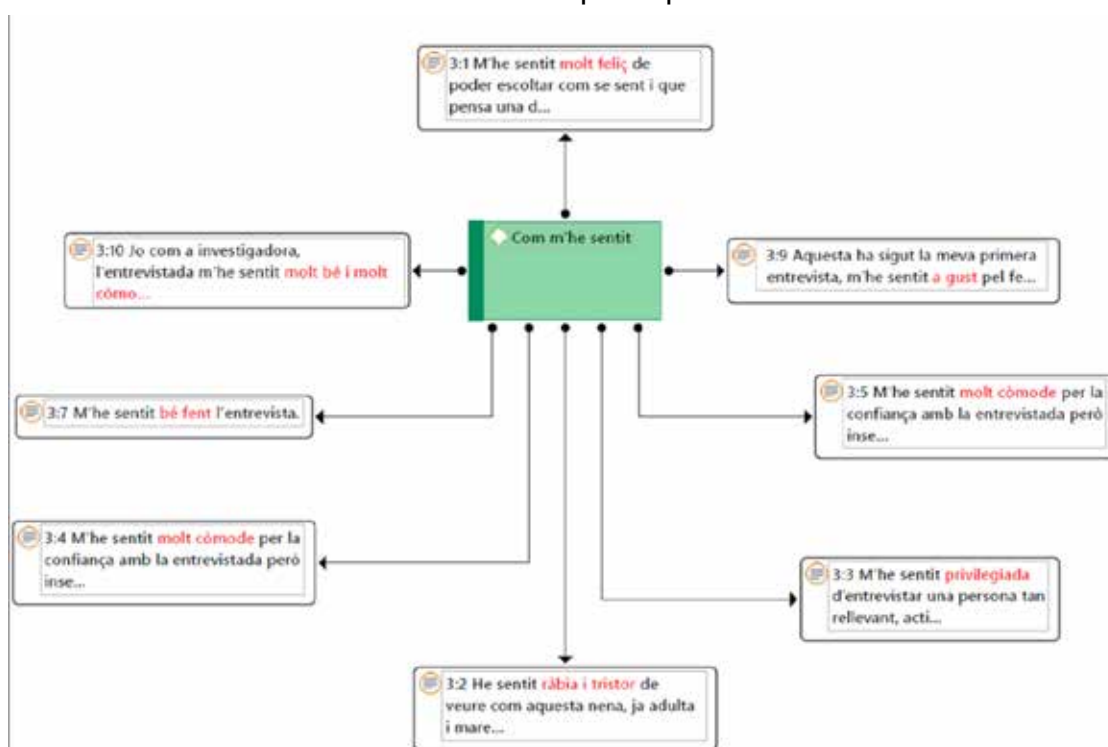 3:1 M'he sentit molt feliç de
poder escoltar com se sent i que
pensa una d...
Com m'he sentit
3:10 Jo com a investigadora,
l'entrevistada m'he sentit molt bé i molt
còmo...
3:9 Aquesta ha sigut la meva primera
entrevista, m'he sentit a gust pel fe...
3:7 M'he sentit bé fent l'entrevista.
3:5 M'he sentit molt còmode per la
confiança amb la entrevistada però
inse...
3:4 M'he sentit molt còmode per la
confiança amb la entrevistada però
inse...
3:3 M'he sentit privilegiada
d'entrevistar una persona tan
rellevant, acti...
3:2 He sentit ràbia i tristor de
veure com aquesta nena, ja adulta
i mare...